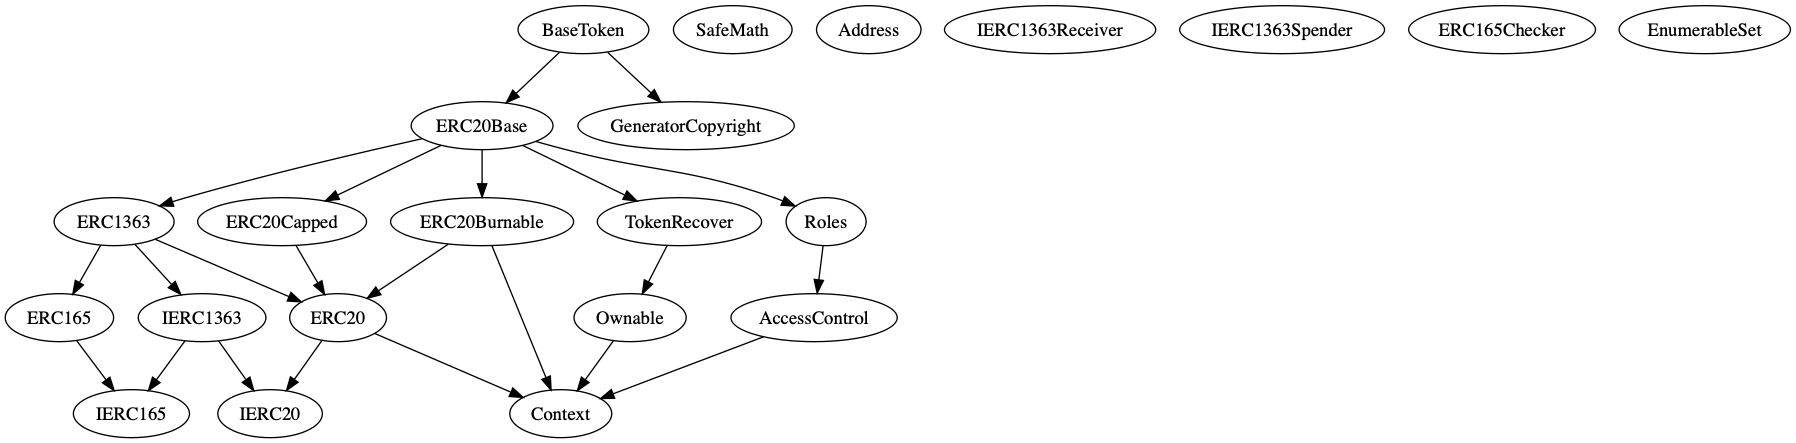 BaseToken
SafeMath
Address
IERC1363Receiver
IERC1363Spender
ERC165Checker
EnumerableSet
ERC20Base
GeneratorCopyright
ERC1363
ERC20Capped
ERC20Burnable
TokenRecover
Roles
ERC165
IERC1363
ERC20
Ownable
AccessControl
IERC165
IERC20
Context